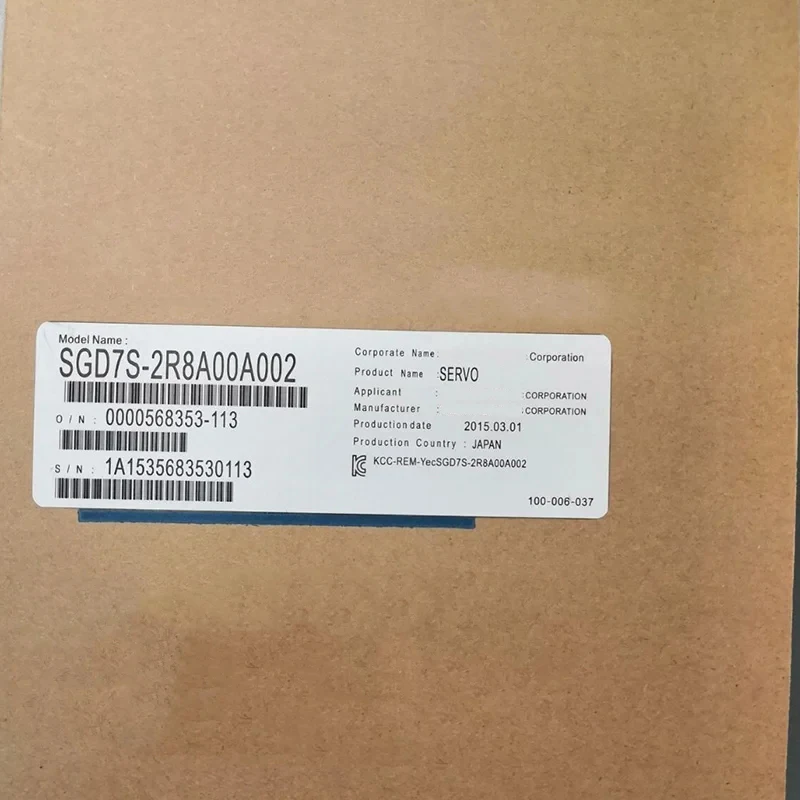 Model Name :
SGD7S-2R8A00A002
O/N : 0000568353-113
S/N : 1A1535683530113
Corporate Name : Corporation
Product Name :SERVO
Applicant : :CORPORATION
Manufacturer : :CORPORATION
Production date 2015.03.01
Production Country : JAPAN
KCC-REM-YecSGD7S-2R8A00A002
100-006-037